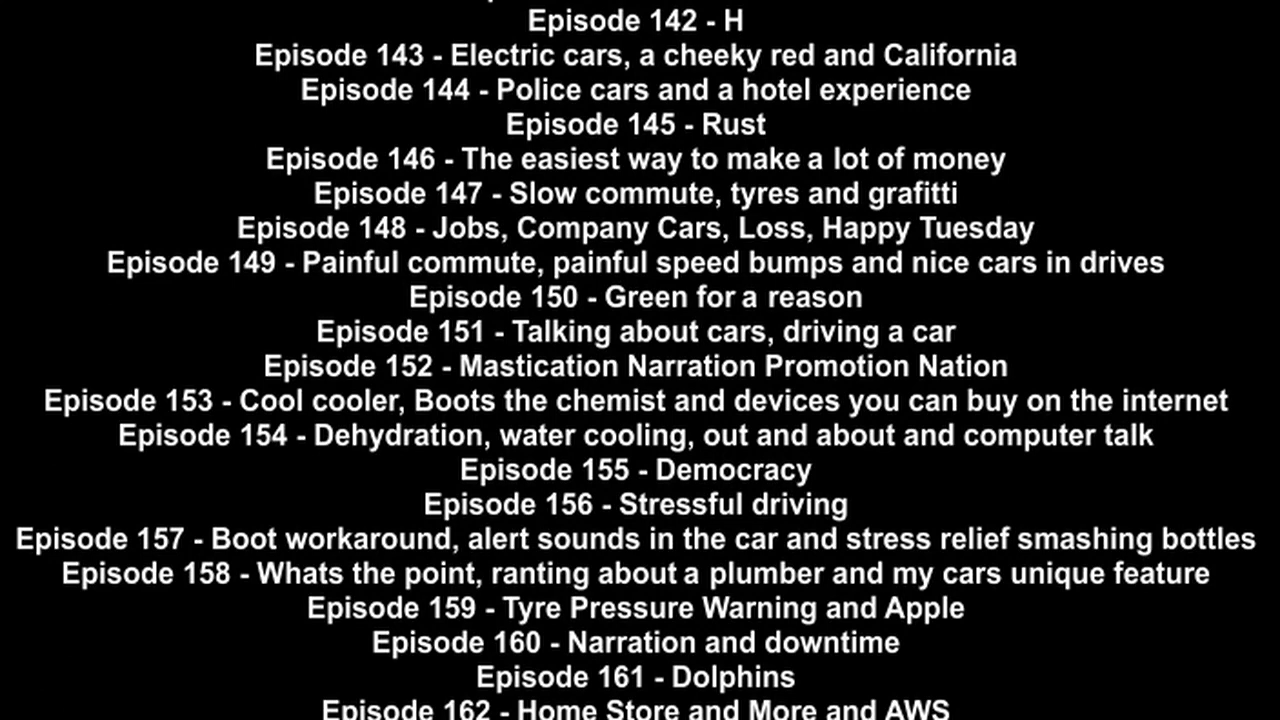 Episode 142 - H
Episode 143 - Electric cars, a cheeky red and California
Episode 144 - Police cars and a hotel experience
Episode 145 - Rust
Episode 146 - The easiest way to make a lot of money
Episode 147 - Slow commute, tyres and grafitti
Episode 148 - Jobs, Company Cars, Loss, Happy Tuesday
Episode 149 - Painful commute, painful speed bumps and nice cars in drives
Episode 150 - Green for a reason
Episode 151 - Talking about cars, driving a car
Episode 152 - Mastication Narration Promotion Nation
Episode 153 - Cool cooler, Boots the chemist and devices you can buy on the internet
Episode 154 - Dehydration, water cooling, out and about and computer talk
Episode 155 - Democracy
Episode 156 - Stressful driving
Episode 157 - Boot workaround, alert sounds in the car and stress relief smashing bottles
Episode 158 - Whats the point, ranting about a plumber and my cars unique feature
Episode 159 - Tyre Pressure Warning and Apple
Episode 160 - Narration and downtime
Episode 161 - Dolphins
Episode 162 - Home Store and More and AWS